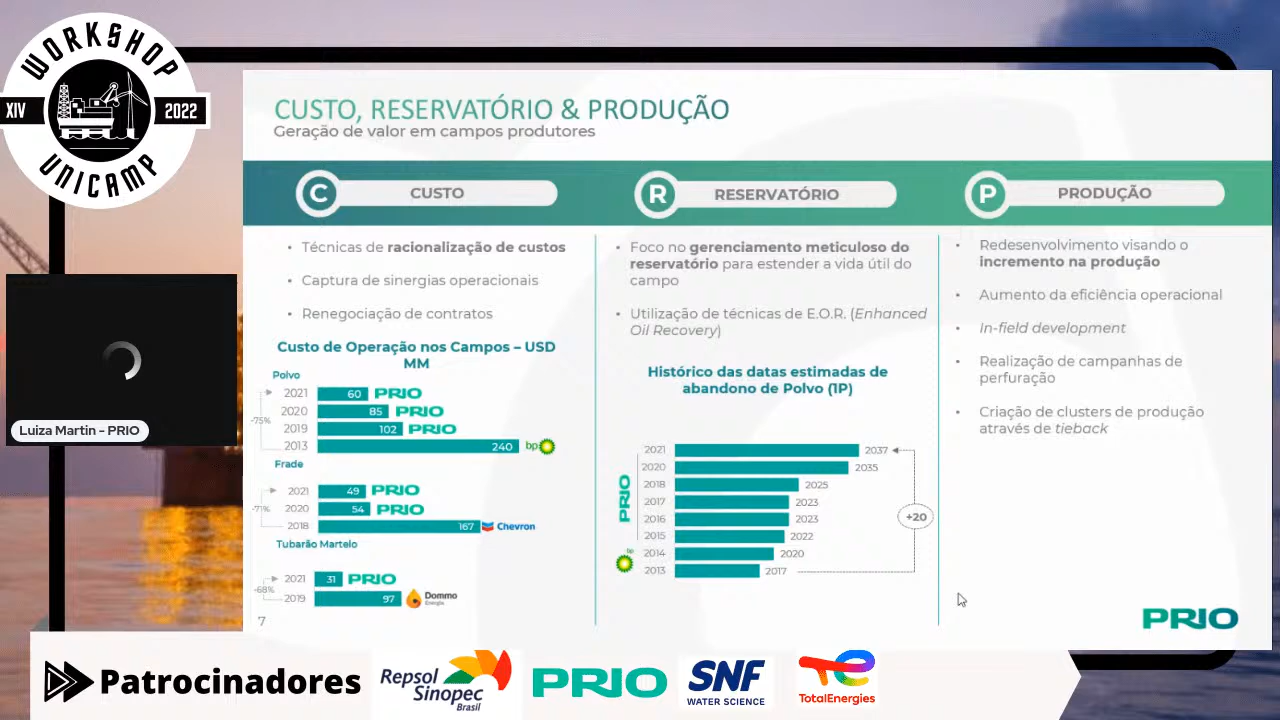 WORKSHOP
XIV
2022
UNICAMP
Luiza Martin - PRIO
CUSTO, RESERVATÓRIO & PRODUÇÃO
Geração de valor em campos produtores
C CUSTO
• Técnicas de racionalização de custos
• Captura de sinergias operacionais
• Renegociação de contratos
Custo de Operação nos Campos – USD
MM
Polvo
2021 60 PRIO
2020 85 PRIO
2019 102 PRIO
2013 240 bp
-75%
Frade
2021 49 PRIO
2020 54 PRIO
2018 167 Chevron
-71%
Tubarão Martelo
2021 31 PRIO
2019 97 Dommo
Energia
-68%
7
R RESERVATÓRIO
• Foco no gerenciamento meticuloso do
reservatório para estender a vida útil do
campo
• Utilização de técnicas de E.O.R. (Enhanced
Oil Recovery)
Histórico das datas estimadas de
abandono de Polvo (1P)
PRIO
2021 2037
2020 2035
2018 2025
2017 2023
2016 2023
2015 2022
bp
2014 2020
2013 2017
+20
P PRODUÇÃO
• Redesenvolvimento visando o
incremento na produção
• Aumento da eficiência operacional
• In-field development
• Realização de campanhas de
perfuração
• Criação de clusters de produção
através de tieback
PRIO
Patrocinadores
Repsol
Sinopec
Brasil
PRIO
SNF
WATER SCIENCE
TotalEnergies